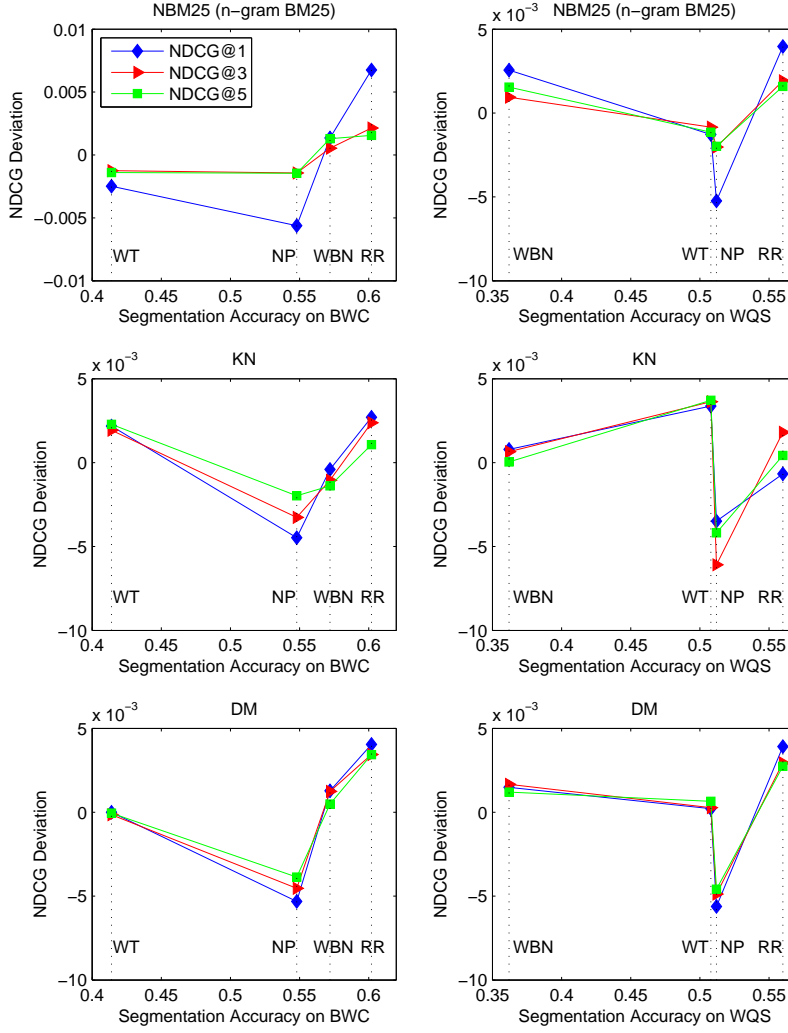 NBM25 (n-gram BM25)
0.01
0.005
0
−0.005
−0.01
NDCG Deviation
NDCG@1
NDCG@3
NDCG@5
WT
NP
WBN
RR
0.4
0.45
0.5
0.55
0.6
Segmentation Accuracy on BWC
NBM25 (n-gram BM25)
x 10−3
5
0
−5
−10
NDCG Deviation
WBN
WT
NP
RR
0.35
0.4
0.45
0.5
0.55
Segmentation Accuracy on WQS
KN
x 10−3
5
0
−5
−10
NDCG Deviation
WT
NP
WBN
RR
0.4
0.45
0.5
0.55
0.6
Segmentation Accuracy on BWC
KN
x 10−3
5
0
−5
−10
NDCG Deviation
WBN
WT
NP
RR
0.35
0.4
0.45
0.5
0.55
Segmentation Accuracy on WQS
DM
x 10−3
5
0
−5
−10
NDCG Deviation
WT
NP
WBN
RR
0.4
0.45
0.5
0.55
0.6
Segmentation Accuracy on BWC
DM
x 10−3
5
0
−5
−10
NDCG Deviation
WBN
WT
NP
RR
0.35
0.4
0.45
0.5
0.55
Segmentation Accuracy on WQS